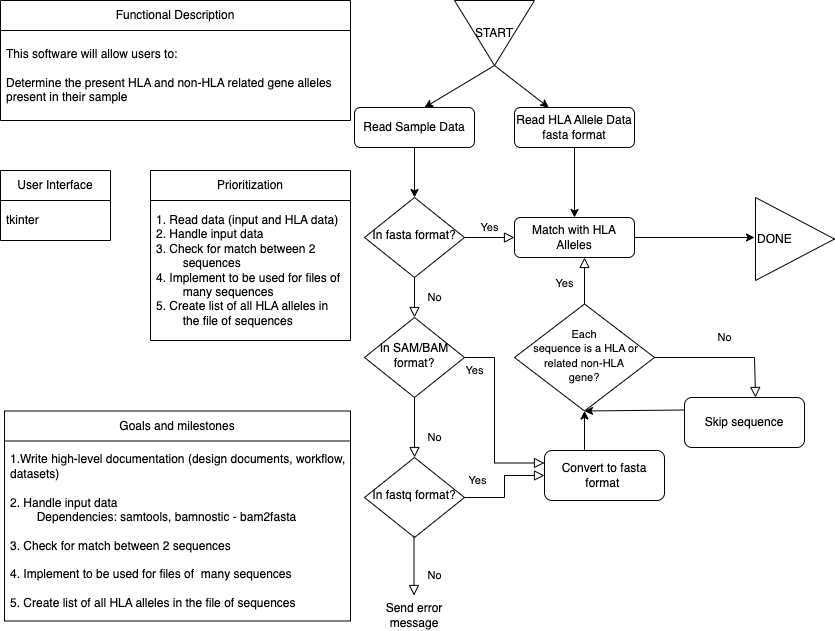 Functional Description
This software will allow users to:
Determine the present HLA and non-HLA related gene alleles
present in their sample
START
Read Sample Data
Read HLA Allele Data
fasta format
User Interface
tkinter
Prioritization
1. Read data (input and HLA data)
2. Handle input data
3. Check for match between 2
sequences
4. Implement to be used for files of
many sequences
5. Create list of all HLA alleles in
the file of sequences
In fasta format?
Yes
Match with HLA
Alleles
DONE
No
Yes
In SAM/BAM
format?
Yes
Each
sequence is a HLA or
related non-HLA
gene?
No
Skip sequence
No
In fastq format?
Yes
Convert to fasta
format
No
Send error
message
Goals and milestones
1.Write high-level documentation (design documents, workflow,
datasets)
2. Handle input data
Dependencies: samtools, bamnostic - bam2fasta
3. Check for match between 2 sequences
4. Implement to be used for files of  many sequences
5. Create list of all HLA alleles in the file of sequences